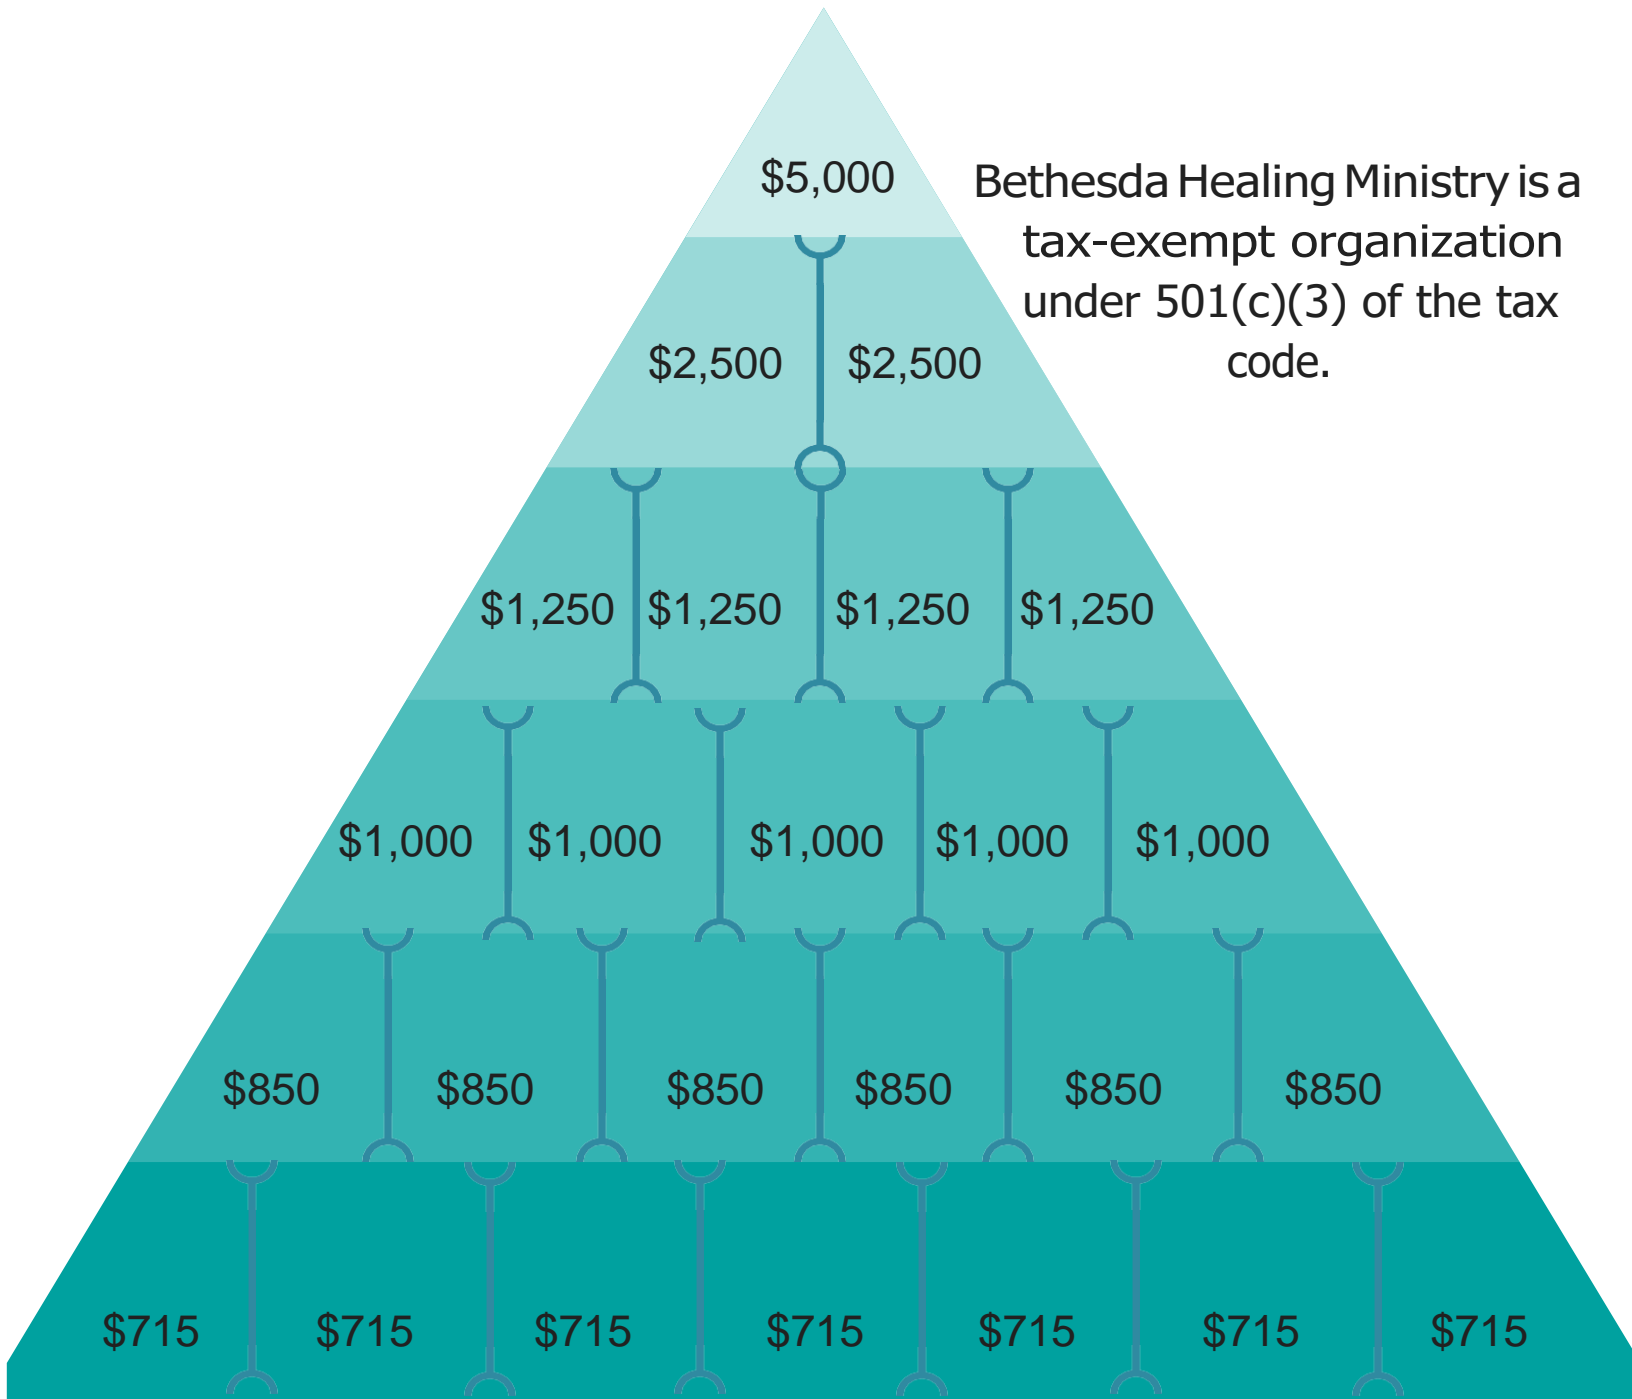 $5,000
Bethesda Healing Ministry is a
tax-exempt organization
under 501(c)(3) of the tax
code.
$2,500 $2,500
$1,250 $1,250 $1,250 $1,250
$1,000 $1,000 $1,000 $1,000 $1,000
$850 $850 $850 $850 $850 $850
$715 $715 $715 $715 $715 $715 $715